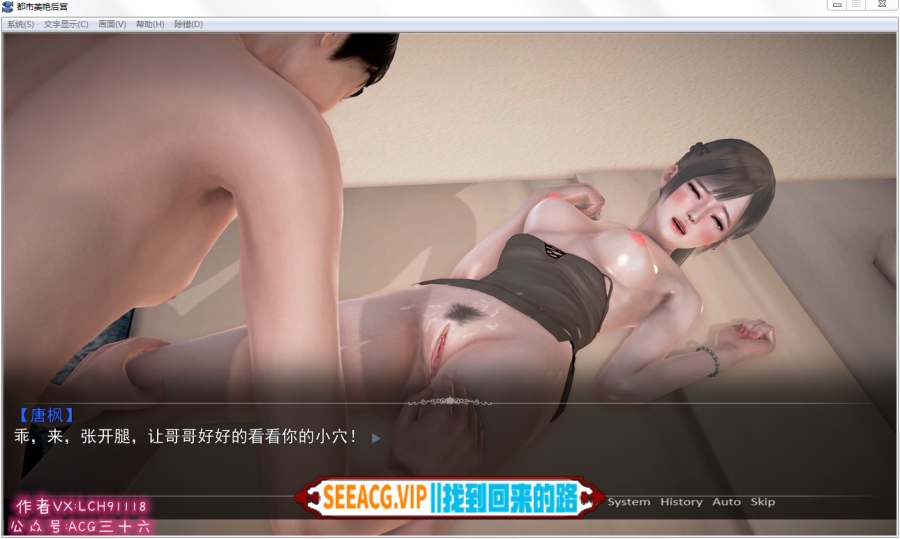 都市美艳后宫
系统(S) 文字显示(C) 画面(V) 帮助(H) 除错(D)
【唐枫】
乖，来，张开腿，让哥哥好好的看看你的小穴！
SEEACG.VIP||找到回来的路
System History Auto Skip
作者VX:LCH91118
公众号:ACG三十六